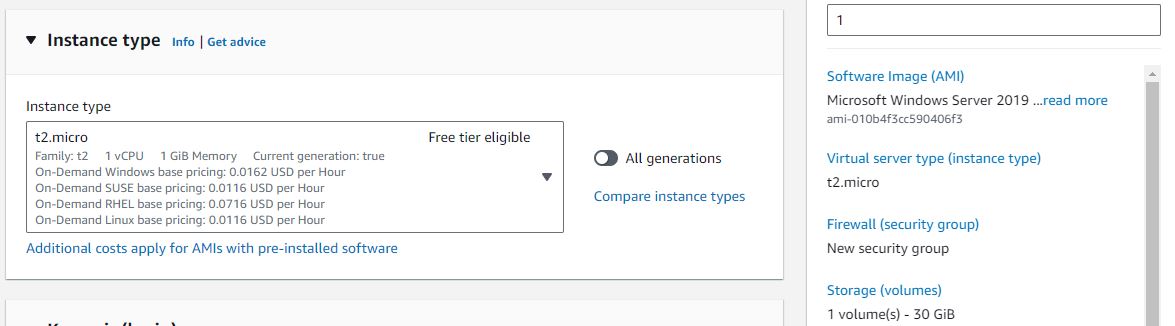 Instance type Info | Get advice
Instance type
t2.micro Free tier eligible
Family: t2 1 vCPU 1 GiB Memory Current generation: true
On-Demand Windows base pricing: 0.0162 USD per Hour
On-Demand SUSE base pricing: 0.0116 USD per Hour
On-Demand RHEL base pricing: 0.0716 USD per Hour
On-Demand Linux base pricing: 0.0116 USD per Hour
Additional costs apply for AMIs with pre-installed software
All generations
Compare instance types
1
Software Image (AMI)
Microsoft Windows Server 2019 ...read more
ami-010b4f3cc590406f3
Virtual server type (instance type)
t2.micro
Firewall (security group)
New security group
Storage (volumes)
1 volume(s) - 30 GiB